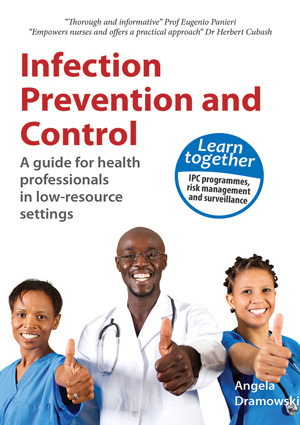 “Thorough and informative” Prof Eugenio Panieri
“Empowers nurses and offers a practical approach” Dr Herbert Cubash
Infection
Prevention and
Control
A guide for health
professionals
in low-resource
settings
Learn
together
IPC programmes,
risk management
and surveillance
Angela
Dramowski